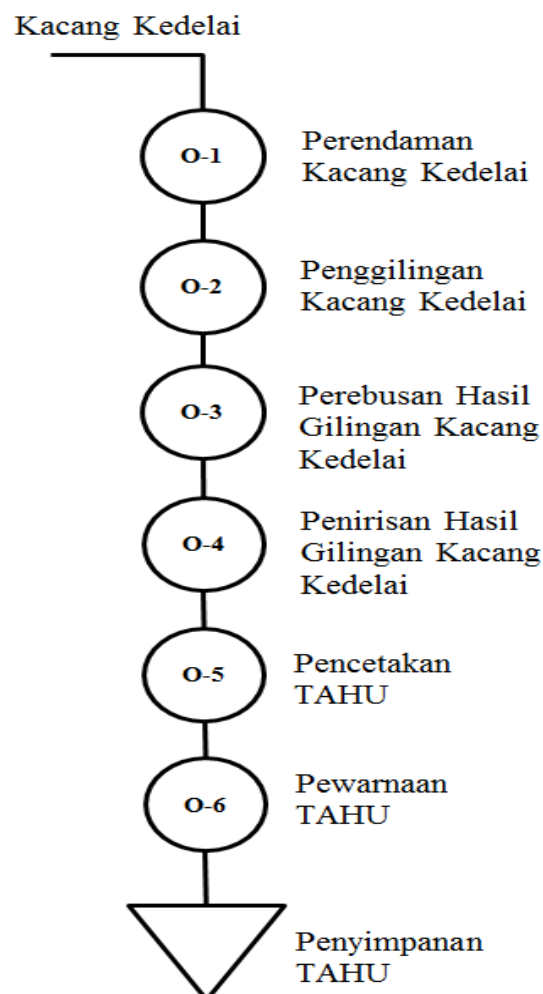 Kacang Kedelai
O-1
Perendaman
Kacang Kedelai
O-2
Penggilingan
Kacang Kedelai
O-3
Perebusan Hasil
Gilingan Kacang
Kedelai
O-4
Penirisan Hasil
Gilingan Kacang
Kedelai
O-5
Pencetakan
TAHU
O-6
Pewarnaan
TAHU
Penyimpanan
TAHU